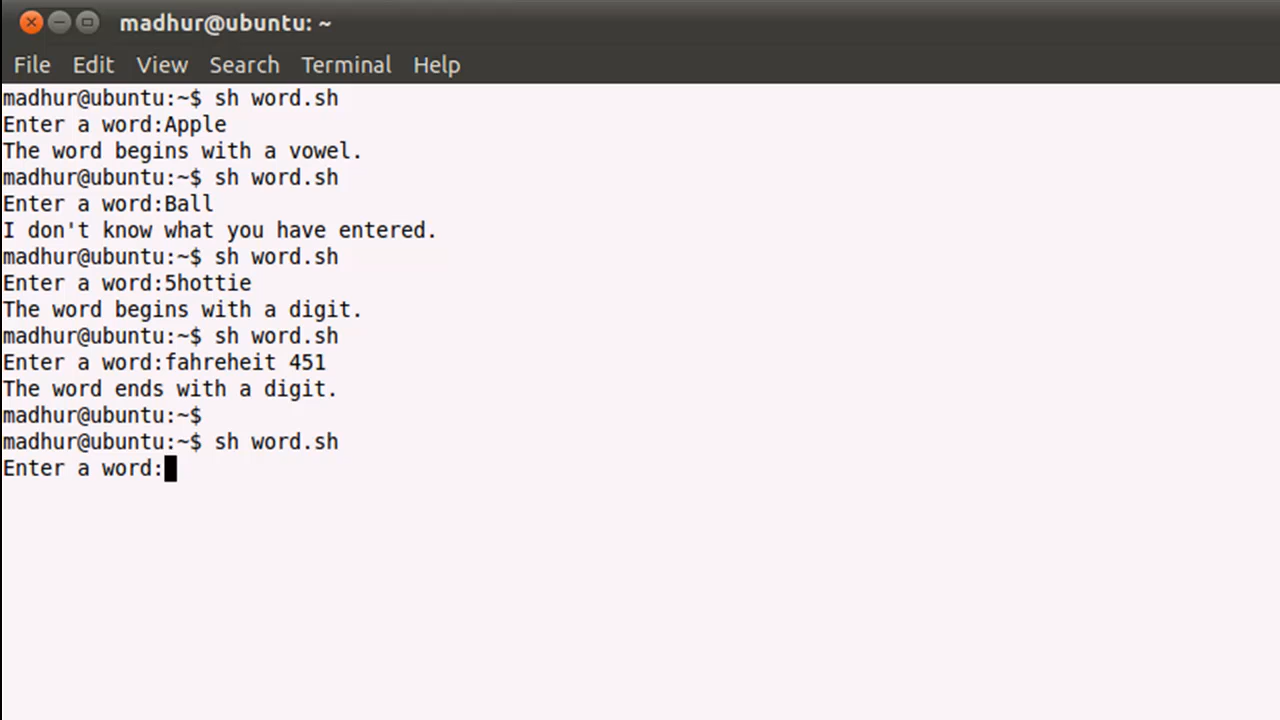 madhur@ubuntu: ~
File Edit View Search Terminal Help
madhur@ubuntu:~$ sh word.sh
Enter a word:Apple
The word begins with a vowel.
madhur@ubuntu:~$ sh word.sh
Enter a word:Ball
I don't know what you have entered.
madhur@ubuntu:~$ sh word.sh
Enter a word:5hottie
The word begins with a digit.
madhur@ubuntu:~$ sh word.sh
Enter a word:fahreheit 451
The word ends with a digit.
madhur@ubuntu:~$
madhur@ubuntu:~$ sh word.sh
Enter a word: